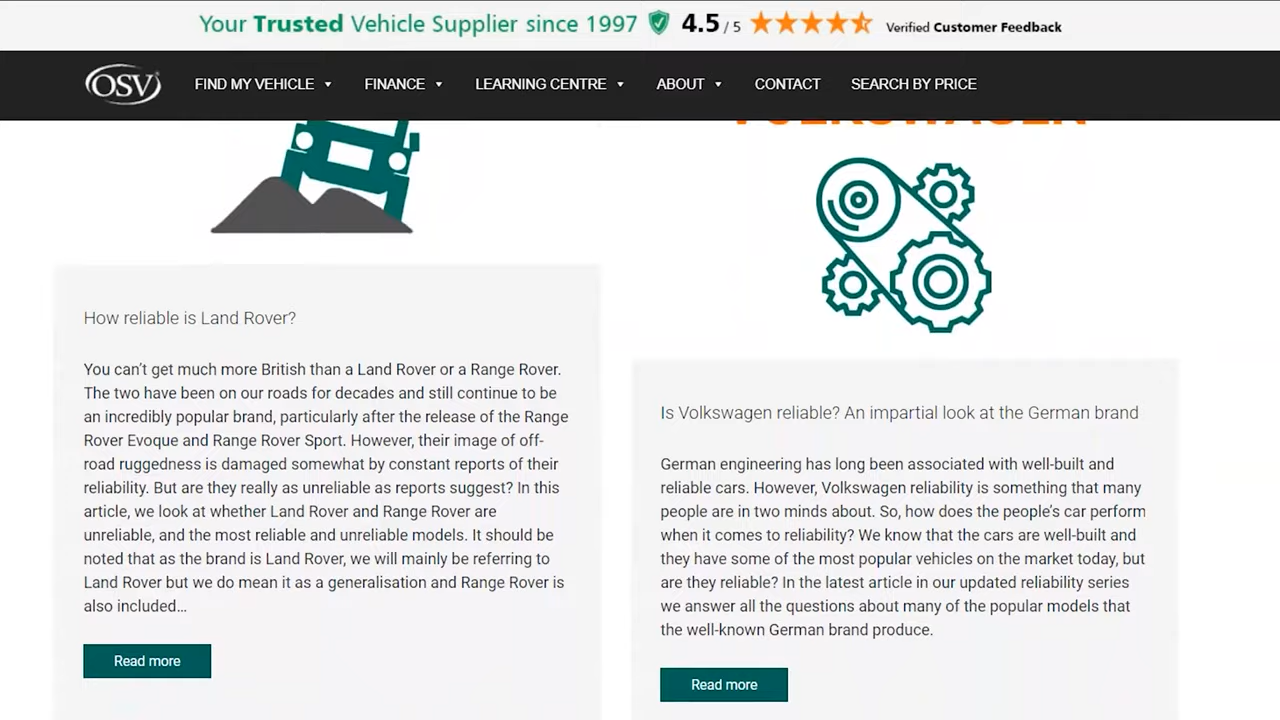 Your Trusted Vehicle Supplier since 1997 4.5 / 5 Verified Customer Feedback
OSV FIND MY VEHICLE FINANCE LEARNING CENTRE ABOUT CONTACT SEARCH BY PRICE
VOLKSWAGEN
How reliable is Land Rover?
You can’t get much more British than a Land Rover or a Range Rover.
The two have been on our roads for decades and still continue to be
an incredibly popular brand, particularly after the release of the Range
Rover Evoque and Range Rover Sport. However, their image of off-
road ruggedness is damaged somewhat by constant reports of their
reliability. But are they really as unreliable as reports suggest? In this
article, we look at whether Land Rover and Range Rover are
unreliable, and the most reliable and unreliable models. It should be
noted that as the brand is Land Rover, we will mainly be referring to
Land Rover but we do mean it as a generalisation and Range Rover is
also included…
Read more
Is Volkswagen reliable? An impartial look at the German brand
German engineering has long been associated with well-built and
reliable cars. However, Volkswagen reliability is something that many
people are in two minds about. So, how does the people’s car perform
when it comes to reliability? We know that the cars are well-built and
they have some of the most popular vehicles on the market today, but
are they reliable? In the latest article in our updated reliability series
we answer all the questions about many of the popular models that
the well-known German brand produce.
Read more